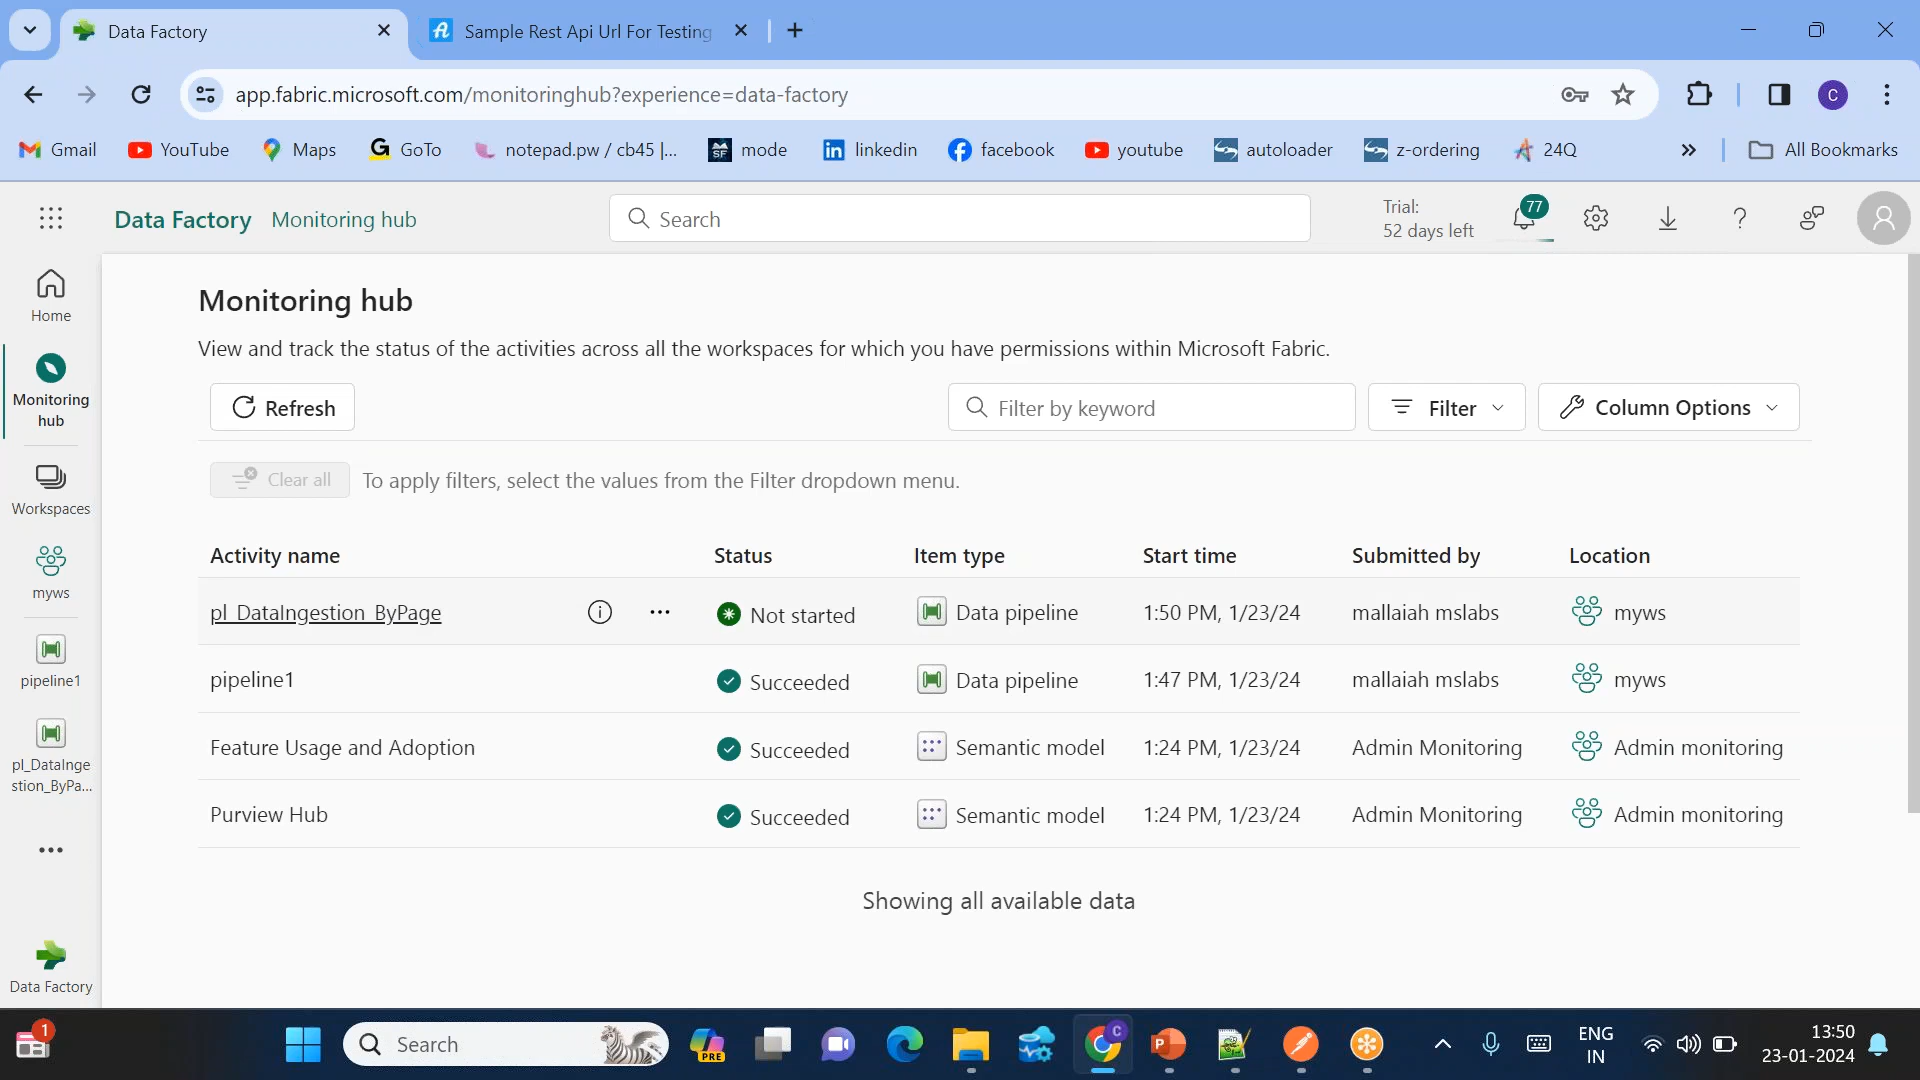 Data Factory
Sample Rest Api Url For Testing
app.fabric.microsoft.com/monitoringhub?experience=data-factory
C
Gmail
YouTube
Maps
GoTo
notepad.pw / cb45 |...
mode
linkedin
facebook
youtube
autoloader
z-ordering
24Q
All Bookmarks
Data Factory
Monitoring hub
Search
Trial:
52 days left
77
Home
Monitoring
hub
Workspaces
myws
pipeline1
pl_DataInge
stion_ByPa...
Data Factory
Monitoring hub
View and track the status of the activities across all the workspaces for which you have permissions within Microsoft Fabric.
Refresh
Filter by keyword
Filter
Column Options
Clear all
To apply filters, select the values from the Filter dropdown menu.
Activity name Status Item type Start time Submitted by Location
pl_DataIngestion_ByPage Not started Data pipeline 1:50 PM, 1/23/24 mallaiah mslabs myws
pipeline1 Succeeded Data pipeline 1:47 PM, 1/23/24 mallaiah mslabs myws
Feature Usage and Adoption Succeeded Semantic model 1:24 PM, 1/23/24 Admin Monitoring Admin monitoring
Purview Hub Succeeded Semantic model 1:24 PM, 1/23/24 Admin Monitoring Admin monitoring
Showing all available data
1
Search
PRE
C
ENG
IN
13:50
23-01-2024